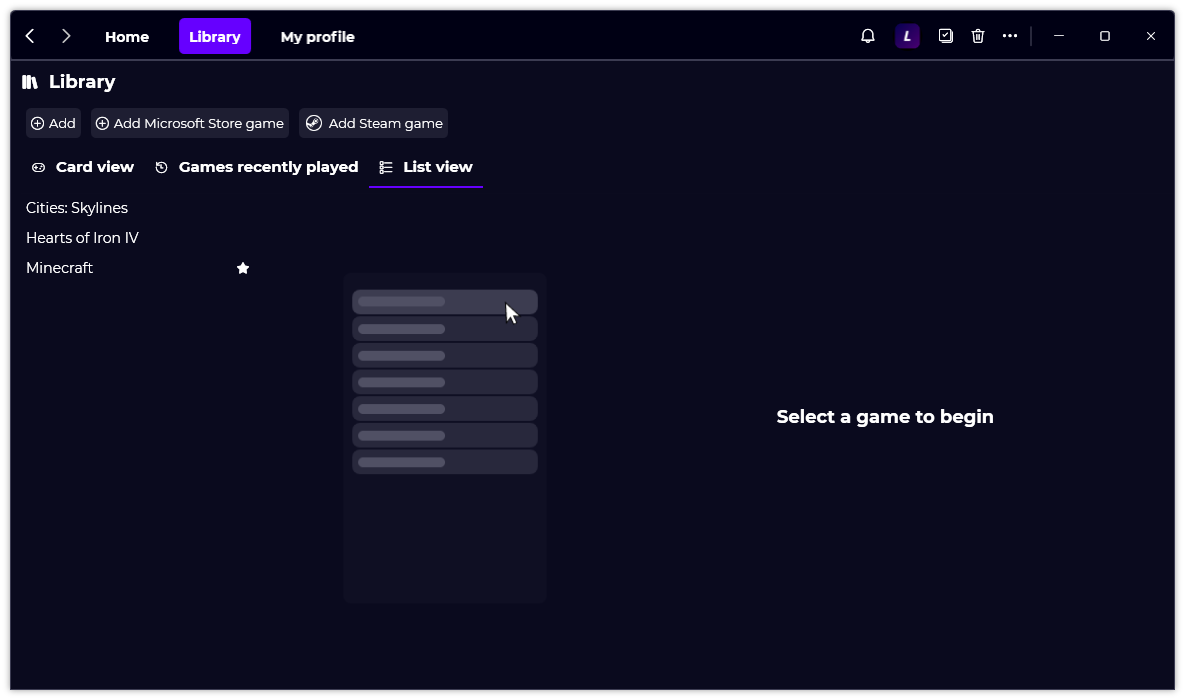 Home Library My profile L
Library
Add Add Microsoft Store game Add Steam game
Card view Games recently played List view
Cities: Skylines
Hearts of Iron IV
Minecraft
Select a game to begin